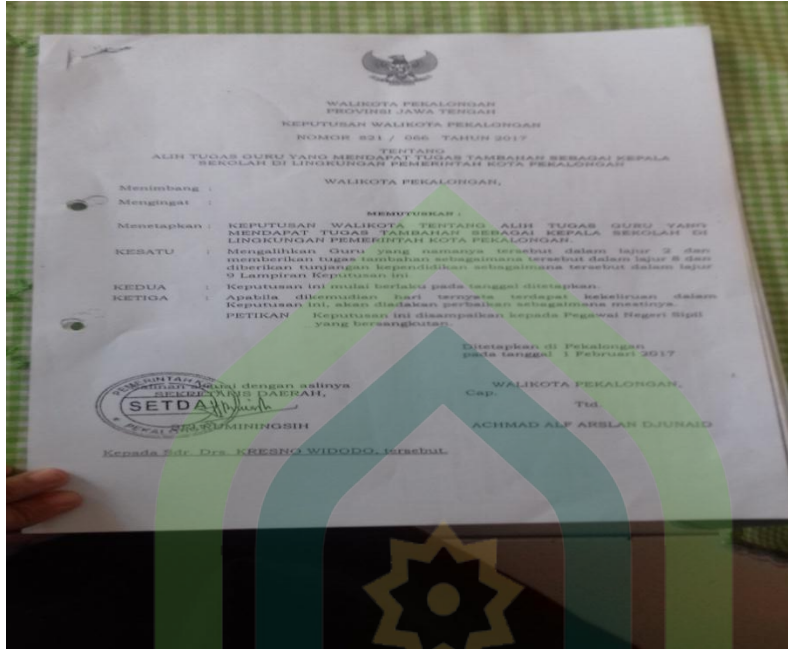 WALIKOTA PEKALONGAN
PROVINSI JAWA TENGAH
KEPUTUSAN WALIKOTA PEKALONGAN
NOMOR 821 / 066 TAHUN 2017
TENTANG
ALIH TUGAS GURU YANG MENDAPAT TUGAS TAMBAHAN SEBAGAI KEPALA
SEKOLAH DI LINGKUNGAN PEMERINTAH KOTA PEKALONGAN
WALIKOTA PEKALONGAN,
Menimbang :
Mengingat :
MEMUTUSKAN :
Menetapkan : KEPUTUSAN WALIKOTA TENTANG ALIH TUGAS GURU YANG
MENDAPAT TUGAS TAMBAHAN SEBAGAI KEPALA SEKOLAH DI
LINGKUNGAN PEMERINTAH KOTA PEKALONGAN.
KESATU : Mengalihkan Guru yang namanya tersebut dalam lajur 2 dan
memberikan tugas tambahan sebagaimana tersebut dalam lajur 8 dan
diberikan tunjangan kependidikan sebagaimana tersebut dalam lajur
9 Lampiran Keputusan ini.
KEDUA : Keputusan ini mulai berlaku pada tanggal ditetapkan.
KETIGA : Apabila dikemudian hari ternyata terdapat kekeliruan dalam
Keputusan ini, akan diadakan perbaikan sebagaimana mestinya.
PETIKAN Keputusan ini disampaikan kepada Pegawai Negeri Sipil
yang bersangkutan.
Ditetapkan di Pekalongan
pada tanggal 1 Februari 2017
WALIKOTA PEKALONGAN,
Cap.
Ttd
ACHMAD ALF ARSLAN DJUNAID
dengan aslinya
SEKRETARIS DAERAH,
SETDA
Kepada Sdr. Drs. KRESNO WIDODO, tersebut.